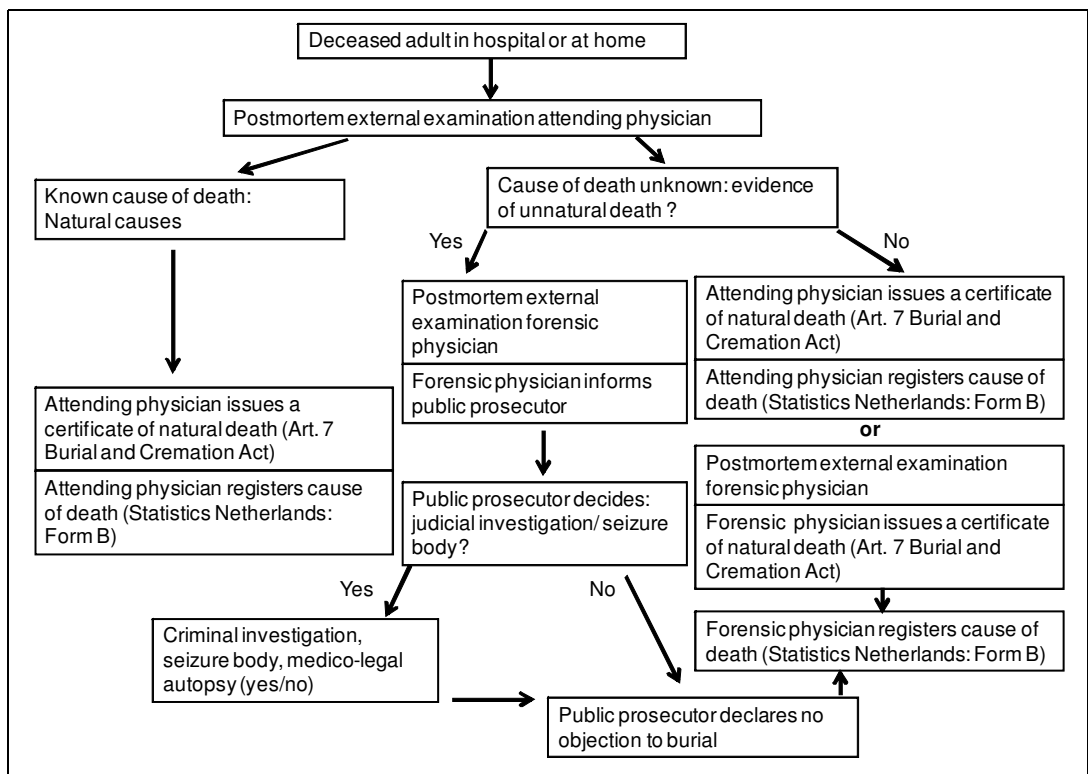 Deceased adult in hospital or at home
Postmortem external examination attending physician
Known cause of death:
Natural causes
Cause of death unknown: evidence
of unnatural death ?
Yes
No
Postmortem external
examination forensic
physician
Forensic physician informs
public prosecutor
Attending physician issues a certificate
of natural death (Art. 7 Burial and
Cremation Act)
Attending physician registers cause of
death (Statistics Netherlands: Form B)
or
Attending physician issues a
certificate of natural death (Art. 7
Burial and Cremation Act)
Attending physician registers cause
of death (Statistics Netherlands:
Form B)
Public prosecutor decides:
judicial investigation/ seizure
body?
Postmortem external examination
forensic physician
Forensic physician issues a certificate
of natural death (Art. 7 Burial and
Cremation Act)
Yes
No
Criminal investigation,
seizure body, medico-legal
autopsy (yes/no)
Forensic physician registers cause of
death (Statistics Netherlands: Form B)
Public prosecutor declares no
objection to burial